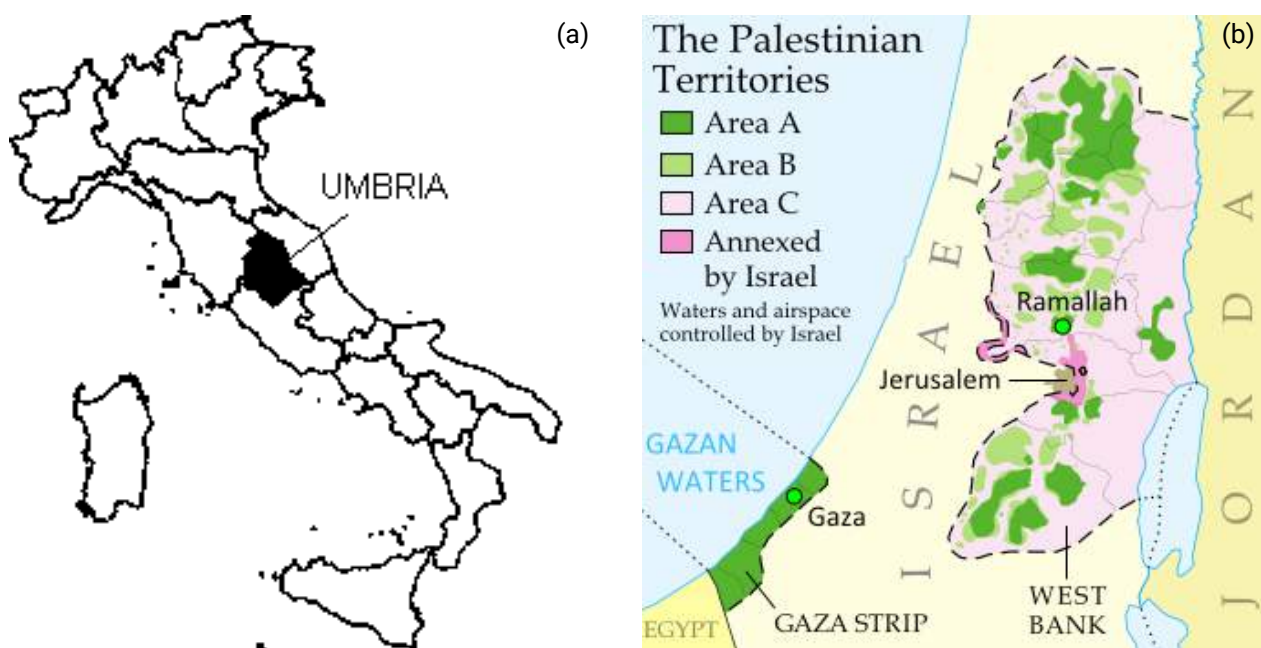 (a)
UMBRIA
(b)
The Palestinian
Territories
Area A
Area B
Area C
Annexed
by Israel
Waters and airspace
controlled by Israel
ISRAEL
JORDAN
Ramallah
Jerusalem
GAZAN
WATERS
Gaza
GAZA STRIP
EGYPT
WEST
BANK